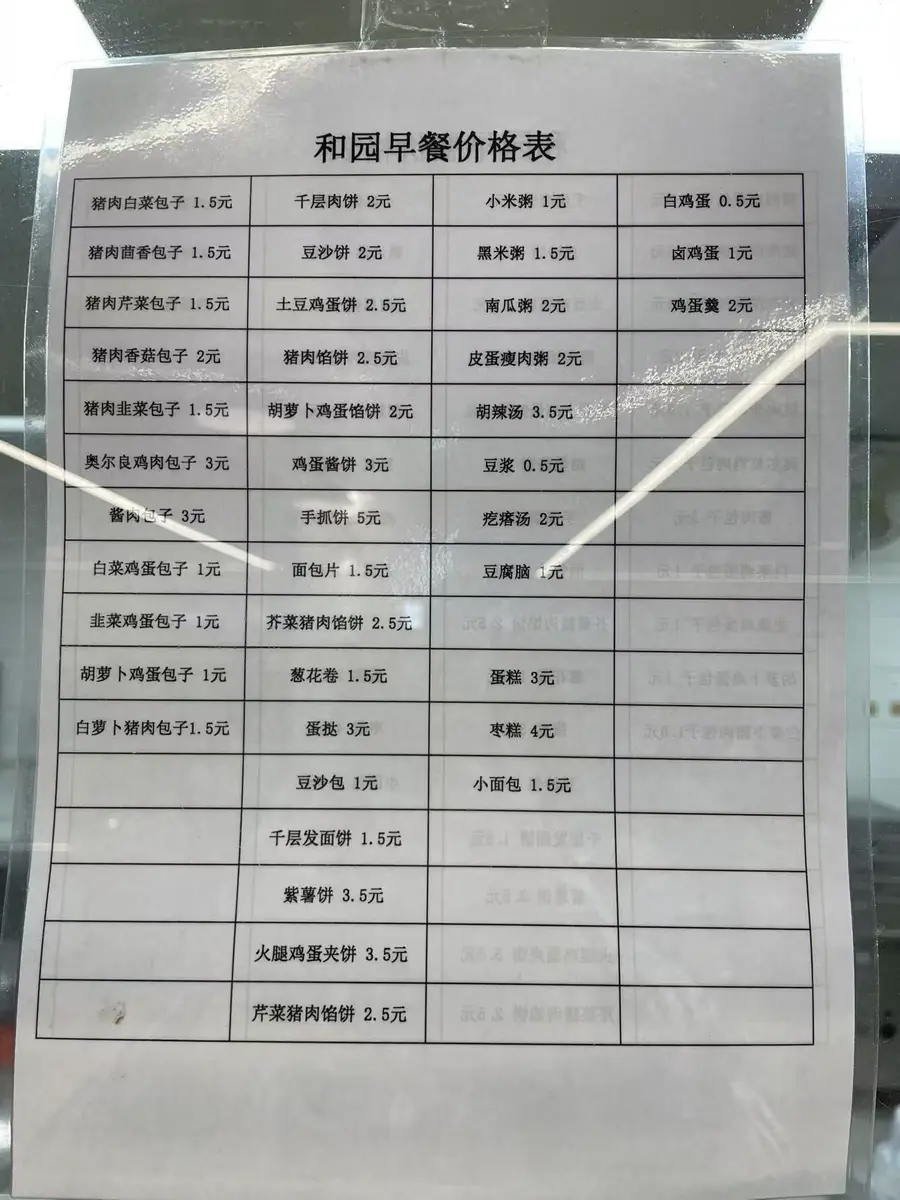 和园早餐价格表
猪肉白菜包子 1.5元 千层肉饼 2元 小米粥 1元 白鸡蛋 0.5元
猪肉茴香包子 1.5元 豆沙饼 2元 黑米粥 1.5元 卤鸡蛋 1元
猪肉芹菜包子 1.5元 土豆鸡蛋饼 2.5元 南瓜粥 2元 鸡蛋羹 2元
猪肉香菇包子 2元 猪肉馅饼 2.5元 皮蛋瘦肉粥 2元
猪肉韭菜包子 1.5元 胡萝卜鸡蛋馅饼 2元 胡辣汤 3.5元
奥尔良鸡肉包子 3元 鸡蛋酱饼 3元 豆浆 0.5元
酱肉包子 3元 手抓饼 5元 疙瘩汤 2元
白菜鸡蛋包子 1元 面包片 1.5元 豆腐脑 1元
韭菜鸡蛋包子 1元 芥菜猪肉馅饼 2.5元
胡萝卜鸡蛋包子 1元 葱花卷 1.5元 蛋糕 3元
白萝卜猪肉包子1.5元 蛋挞 3元 枣糕 4元
豆沙包 1元 小面包 1.5元
千层发面饼 1.5元
紫薯饼 3.5元
火腿鸡蛋夹饼 3.5元
芹菜猪肉馅饼 2.5元